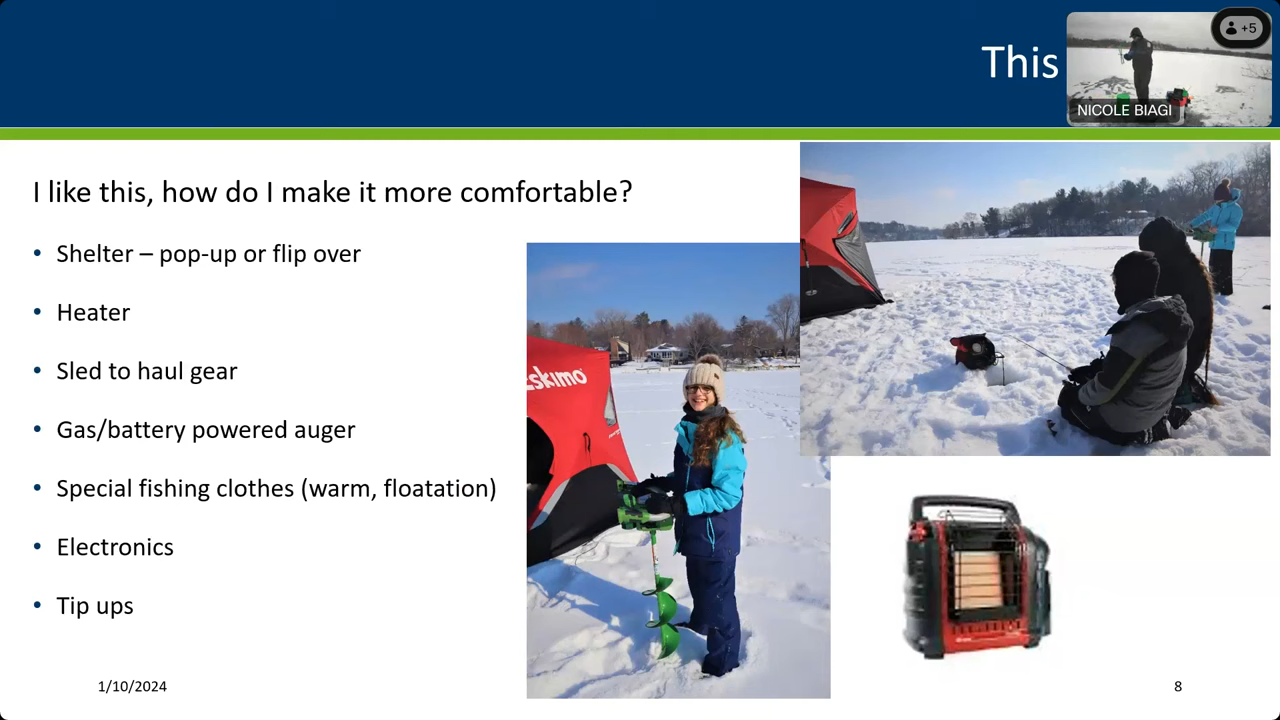 This
+5
NICOLE BIAGI
I like this, how do I make it more comfortable?
• Shelter – pop-up or flip over
• Heater
• Sled to haul gear
• Gas/battery powered auger
• Special fishing clothes (warm, floatation)
• Electronics
• Tip ups
skimo
1/10/2024
8